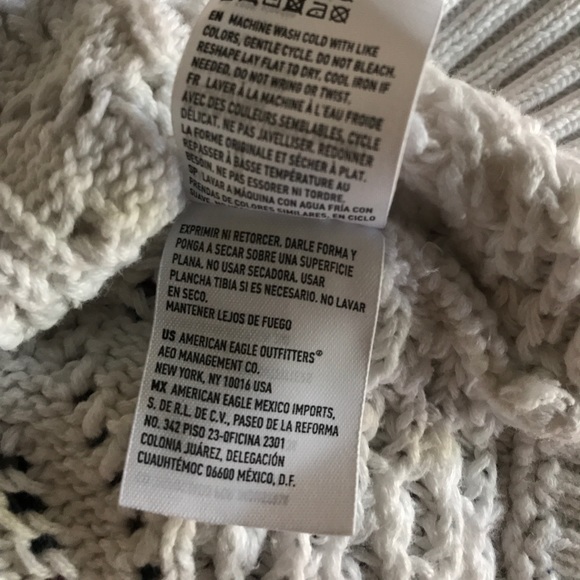 EN MACHINE WASH COLD WITH LIKE
COLORS, GENTLE CYCLE. DO NOT BLEACH.
RESHAPE LAY FLAT TO DRY. COOL IRON IF
NEEDED. DO NOT WRING OR TWIST.
FR LAVER À LA MACHINE À L'EAU FROIDE
AVEC DES COULEURS SEMBLABLES, CYCLE
DÉLICAT. NE PAS JAVELLISER. REDONNER
LA FORME ORIGINALE ET SÉCHER À PLAT.
REPASSER À BASSE TEMPÉRATURE AU
BESOIN. NE PAS ESSORER NI TORDRE.
SP LAVAR A MÁQUINA CON AGUA FRÍA CON
PRENDAS DE COLORES SIMILARES, EN CICLO
EXPRIMIR NI RETORCER. DARLE FORMA Y
PONGA A SECAR SOBRE UNA SUPERFICIE
PLANA. NO USAR SECADORA. USAR
PLANCHA TIBIA SI ES NECESARIO. NO LAVAR
EN SECO.
MANTENER LEJOS DE FUEGO
US AMERICAN EAGLE OUTFITTERS®
AEO MANAGEMENT CO.
NEW YORK, NY 10016 USA
MX AMERICAN EAGLE MEXICO IMPORTS,
S. DE R.L. DE C.V., PASEO DE LA REFORMA
NO. 342 PISO 23-OFICINA 2301
COLONIA JUÁREZ, DELEGACIÓN
CUAUHTÉMOC 06600 MÉXICO, D.F.